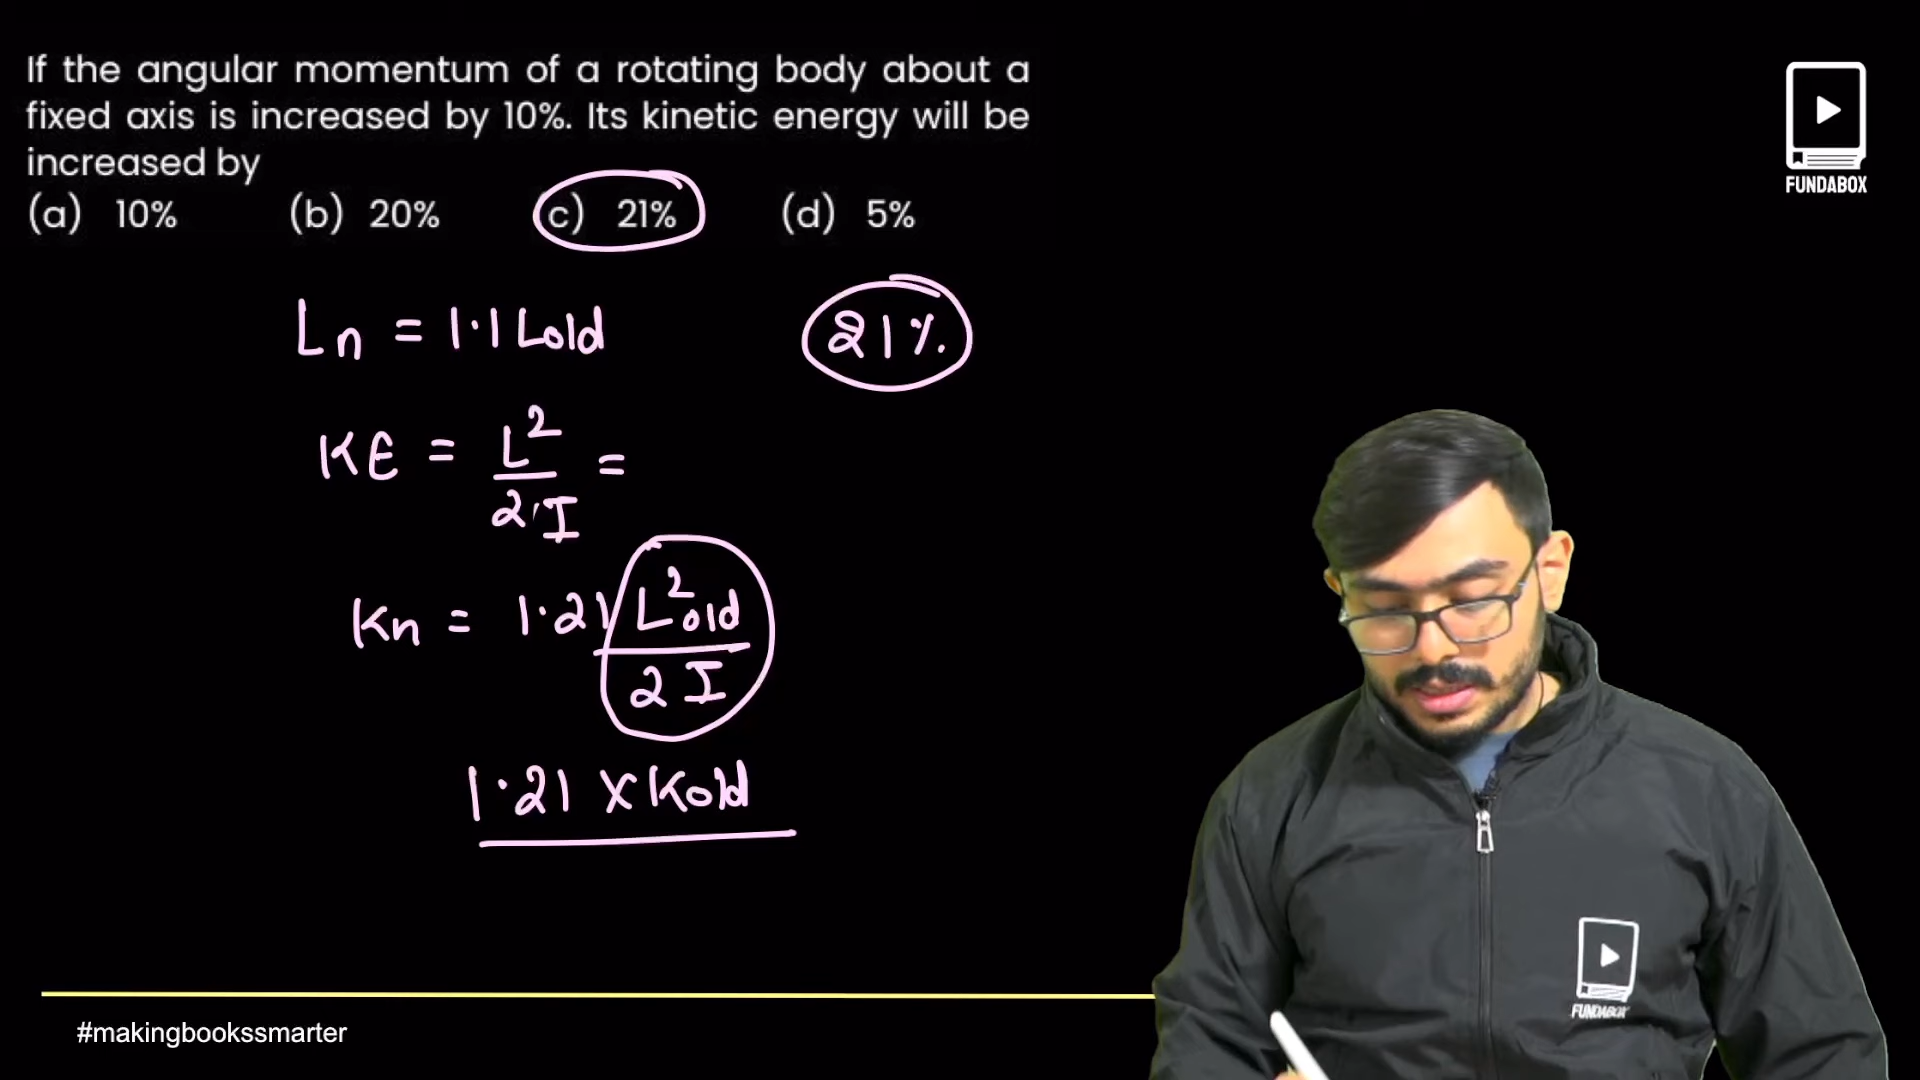 If the angular momentum of a rotating body about a
fixed axis is increased by 10%. Its kinetic energy will be
increased by
(a) 10% (b) 20% (c) 21% (d) 5%
Ln = 1.1 Lold
21%.
KE = L² / 2I =
Kn = 1.21 L²old / 2I
1.21 x Kold
FUNDABOX
FUNDABOX
#makingbookssmarter